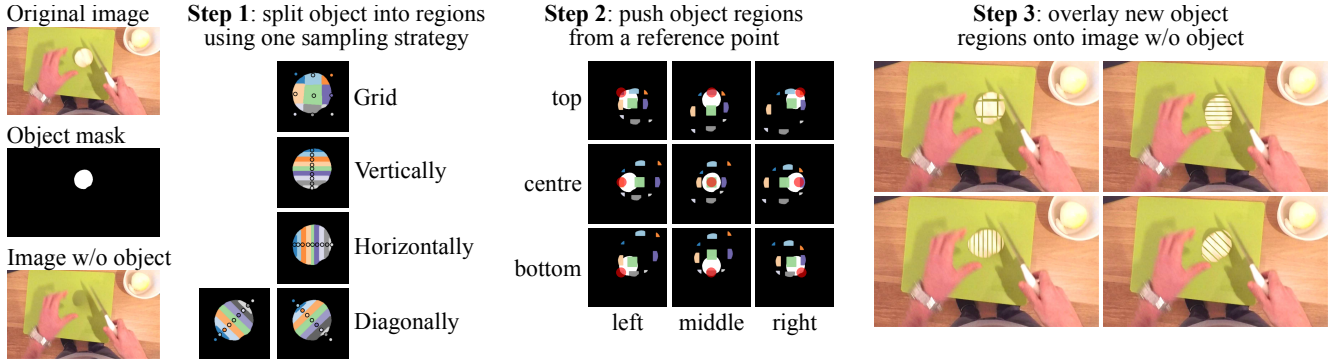 Original image
Object mask
Image w/o object
Step 1: split object into regions
using one sampling strategy
Grid
Vertically
Horizontally
Diagonally
Step 2: push object regions
from a reference point
top
centre
bottom
left middle right
Step 3: overlay new object
regions onto image w/o object